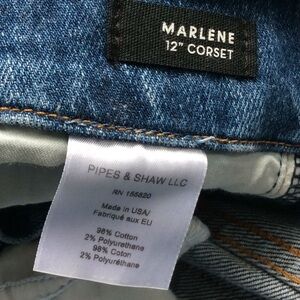 MARLENE
12" CORSET
PIPES & SHAW LLC
RN 155820
Made in USA/
Fabriqué aux EU
98% Cotton
2% Polyurethane
98% Coton
2% Polyuréthane